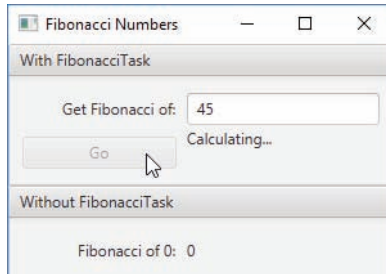 Fibonacci Numbers
With FibonacciTask
Get Fibonacci of: 45
Go
Calculating...
Without FibonacciTask
Fibonacci of 0: 0